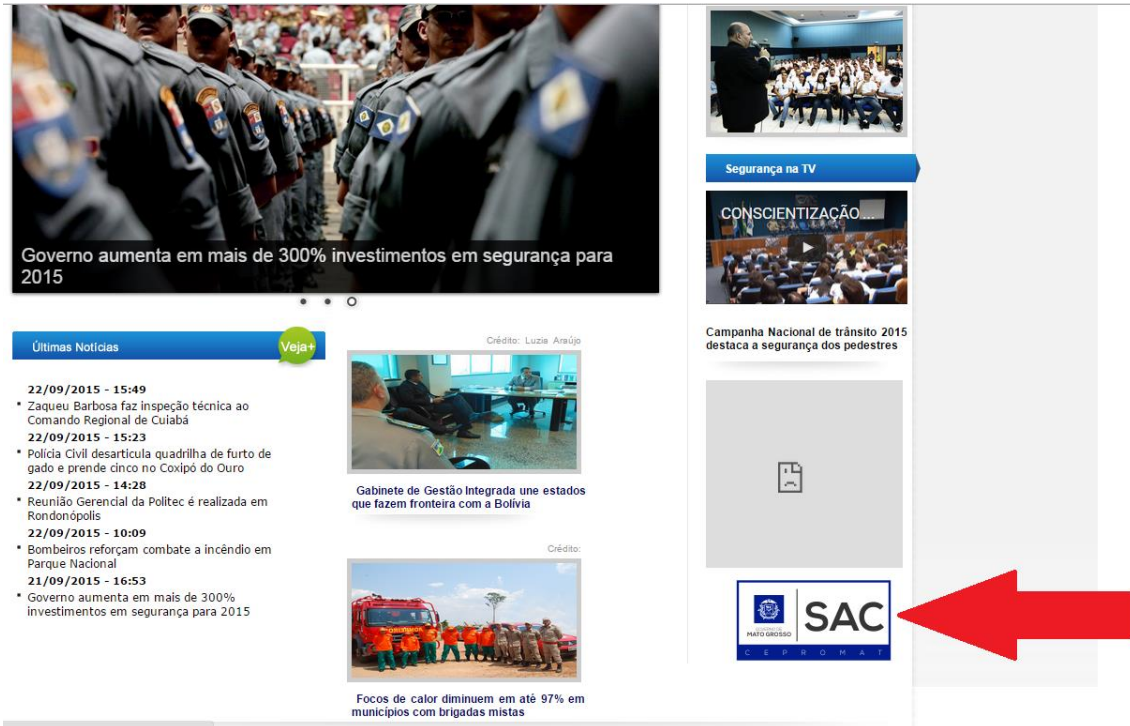 Governo aumenta em mais de 300% investimentos em segurança para
2015
Últimas Notícias
Veja+
22/09/2015 - 15:49
Zaqueu Barbosa faz inspeção técnica ao
Comando Regional de Cuiabá
22/09/2015 - 15:23
Polícia Civil desarticula quadrilha de furto de
gado e prende cinco no Coxipó do Ouro
22/09/2015 - 14:28
Reunião Gerencial da Politec é realizada em
Rondonópolis
22/09/2015 - 10:09
Bombeiros reforçam combate a incêndio em
Parque Nacional
21/09/2015 - 16:53
Governo aumenta em mais de 300%
investimentos em segurança para 2015
Crédito: Luzia Araújo
Gabinete de Gestão Integrada une estados
que fazem fronteira com a Bolívia
Crédito:
Focos de calor diminuem em até 97% em
municípios com brigadas mistas
Segurança na TV
CONSCIENTIZAÇÃO...
Campanha Nacional de trânsito 2015
destaca a segurança dos pedestres
GOVERNO DE
MATO GROSSO
SAC
CEPROMAT